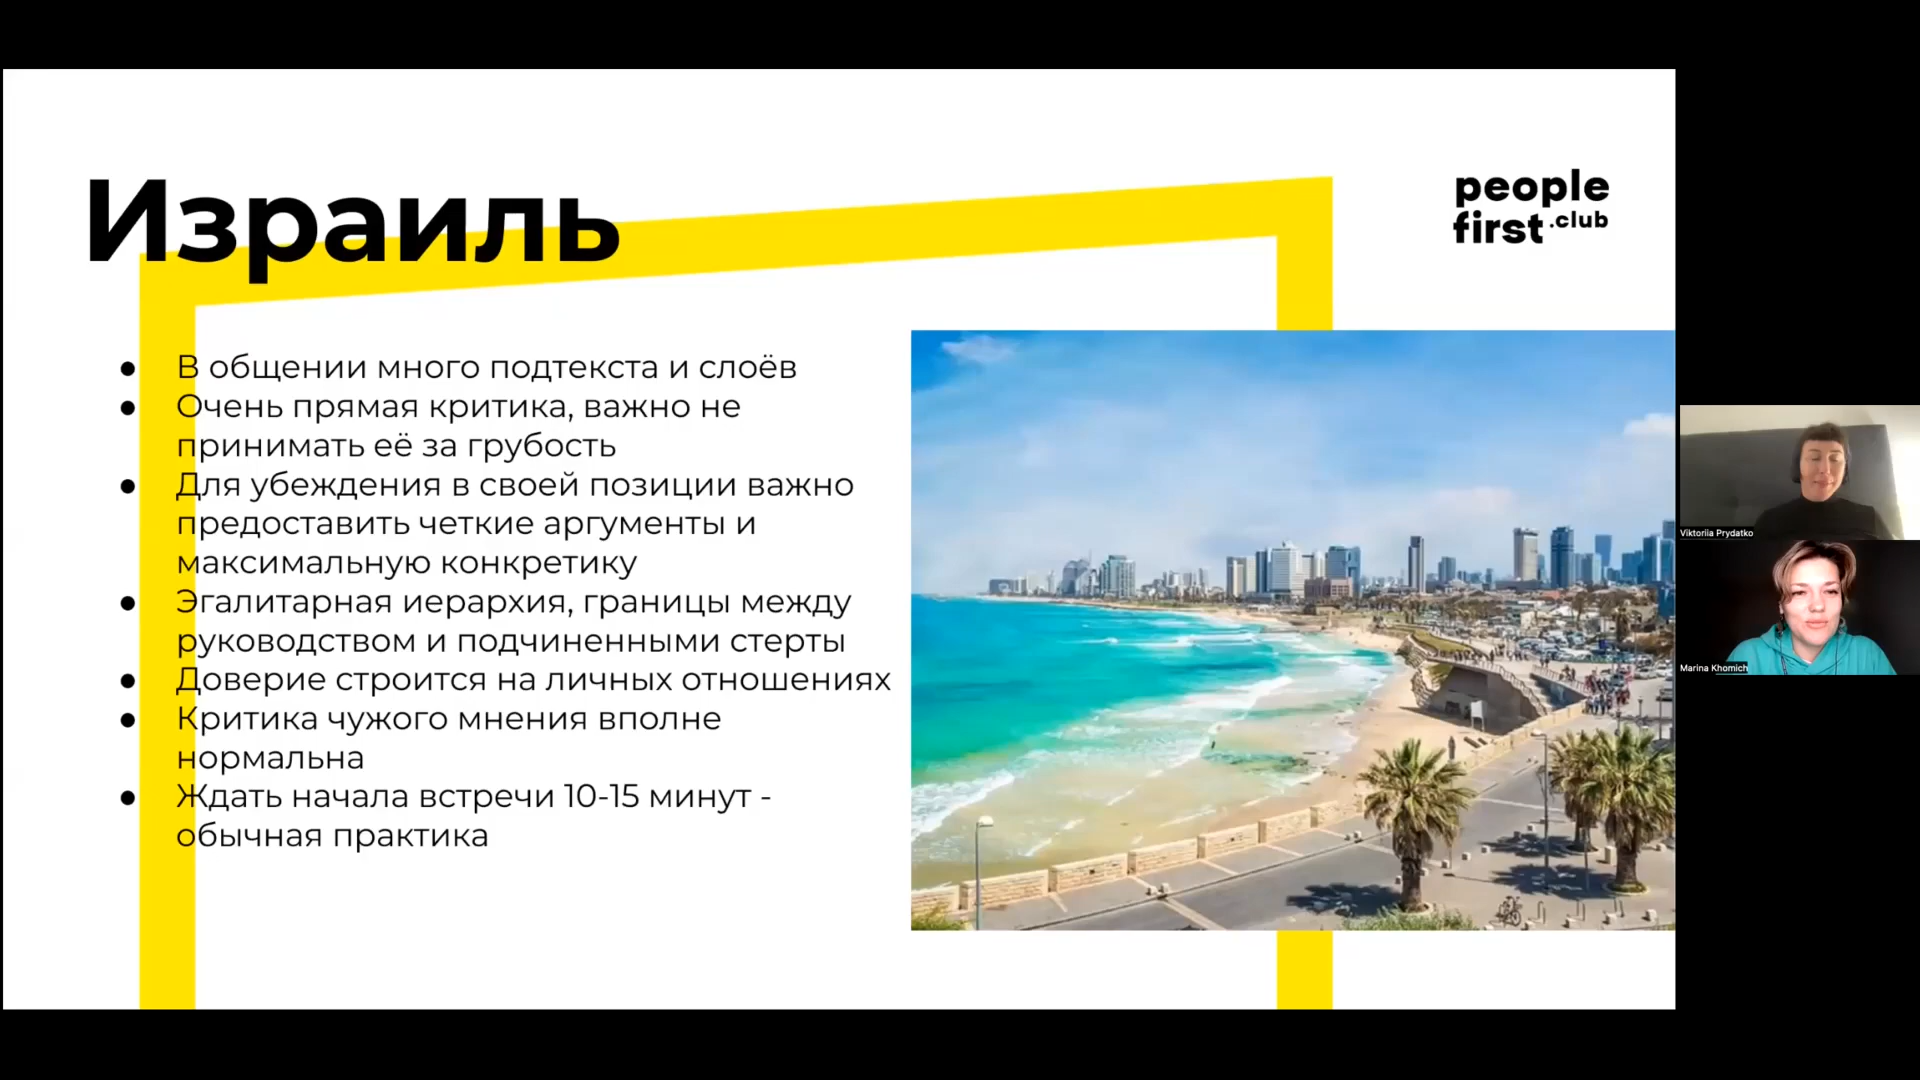 Израиль
people
first.club
● В общении много подтекста и слоёв
● Очень прямая критика, важно не
принимать её за грубость
● Для убеждения в своей позиции важно
предоставить четкие аргументы и
максимальную конкретику
● Эгалитарная иерархия, границы между
руководством и подчиненными стерты
● Доверие строится на личных отношениях
● Критика чужого мнения вполне
нормальна
● Ждать начала встречи 10-15 минут -
обычная практика
Viktoriia Prydatko
Marina Khomich